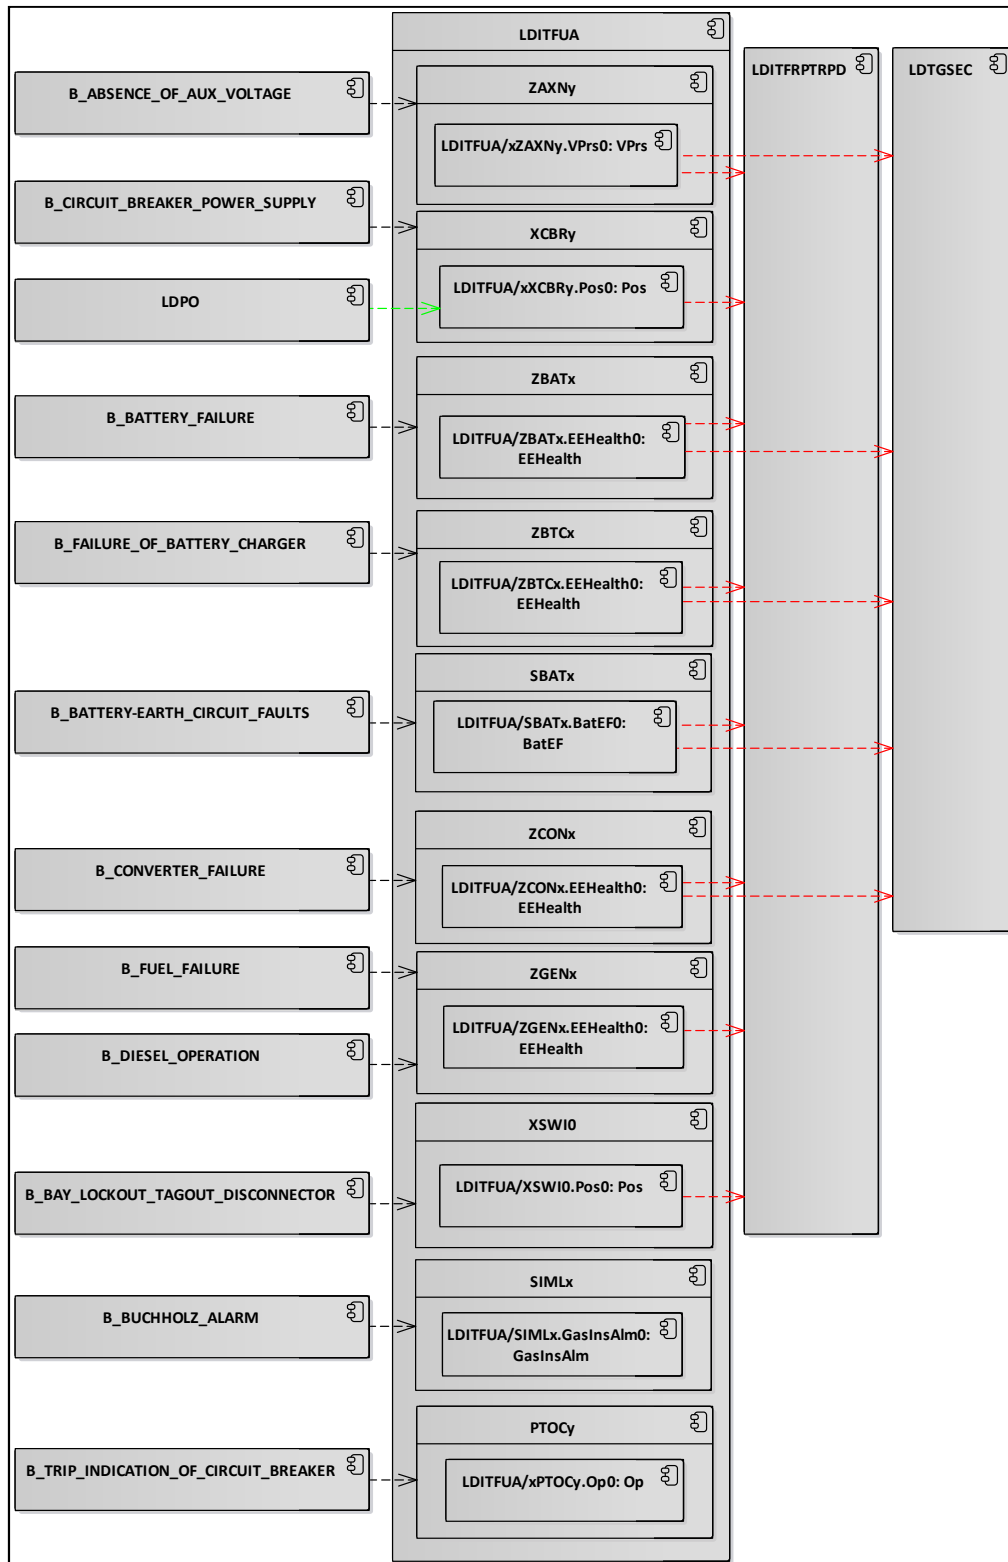 LDITFUA
LDITFRPTRPD
LDTGSEC
B_ABSENCE_OF_AUX_VOLTAGE
ZAXNy
LDITFUA/xZAXNy.VPrs0: VPrs
B_CIRCUIT_BREAKER_POWER_SUPPLY
XCBRy
LDPO
LDITFUA/xXCBRy.Pos0: Pos
B_BATTERY_FAILURE
ZBATx
LDITFUA/ZBATx.EEHealth0:
EEHealth
B_FAILURE_OF_BATTERY_CHARGER
ZBTCx
LDITFUA/ZBTCx.EEHealth0:
EEHealth
B_BATTERY-EARTH_CIRCUIT_FAULTS
SBATx
LDITFUA/SBATx.BatEF0:
BatEF
B_CONVERTER_FAILURE
ZCONx
LDITFUA/ZCONx.EEHealth0:
EEHealth
B_FUEL_FAILURE
ZGENx
LDITFUA/ZGENx.EEHealth0:
EEHealth
B_DIESEL_OPERATION
XSWI0
B_BAY_LOCKOUT_TAGOUT_DISCONNECTOR
LDITFUA/XSWI0.Pos0: Pos
SIMLx
B_BUCHHOLZ_ALARM
LDITFUA/SIMLx.GasInsAlm0:
GasInsAlm
PTOCy
B_TRIP_INDICATION_OF_CIRCUIT_BREAKER
LDITFUA/xPTOCy.Op0: Op